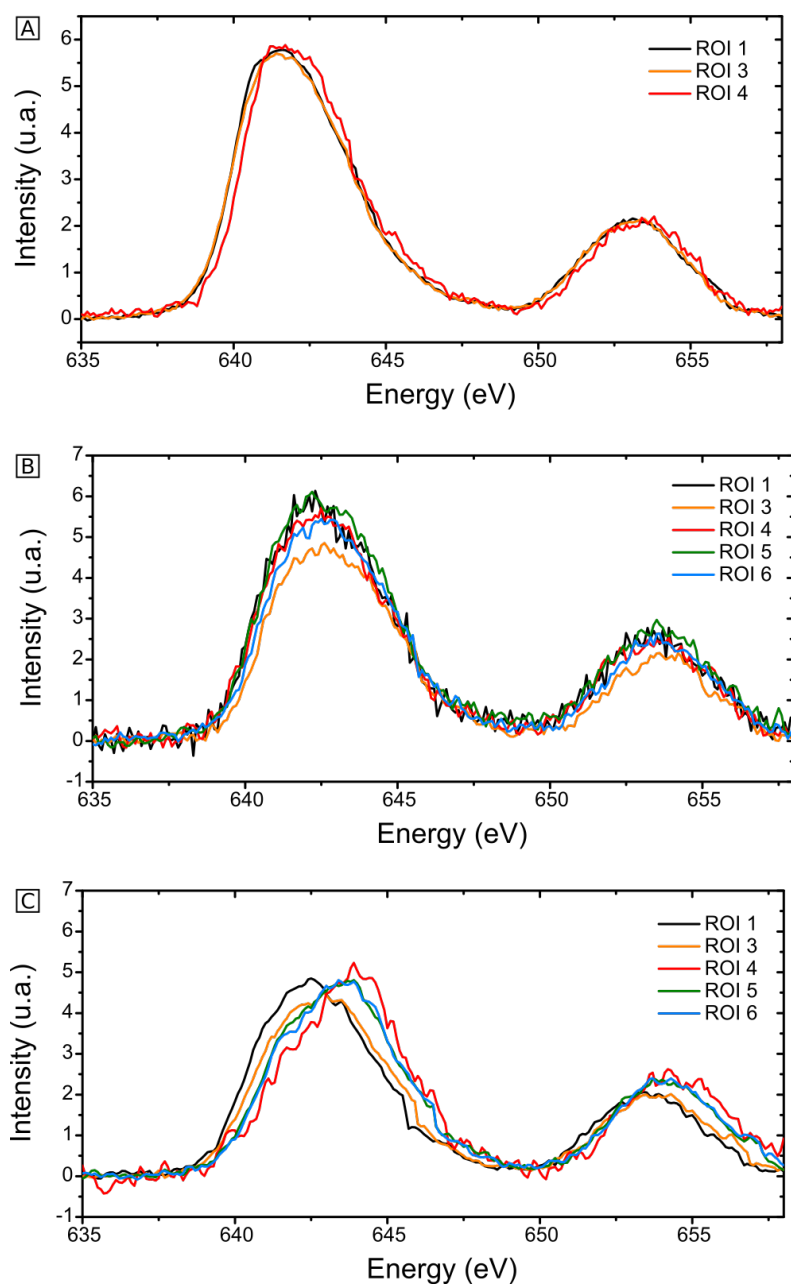 A
6
5
4
3
2
1
0
Intensity (u.a.)
ROI 1
ROI 3
ROI 4
635 640 645 650 655
Energy (eV)
B
7
6
5
4
3
2
1
0
-1
Intensity (u.a.)
ROI 1
ROI 3
ROI 4
ROI 5
ROI 6
635 640 645 650 655
Energy (eV)
C
7
6
5
4
3
2
1
0
-1
Intensity (u.a.)
ROI 1
ROI 3
ROI 4
ROI 5
ROI 6
635 640 645 650 655
Energy (eV)